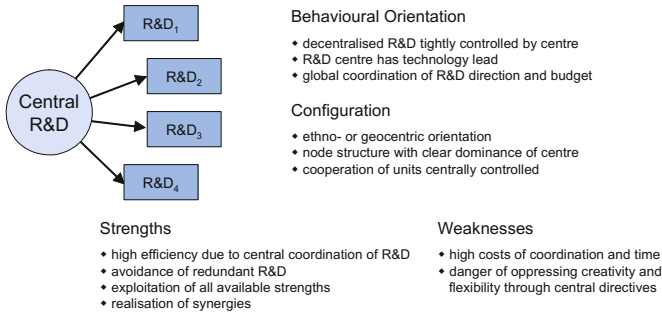 Central
R&D
R&D₁
R&D₂
R&D₃
R&D₄
Behavioural Orientation
◆ decentralised R&D tightly controlled by centre
◆ R&D centre has technology lead
◆ global coordination of R&D direction and budget
Configuration
◆ ethno- or geocentric orientation
◆ node structure with clear dominance of centre
◆ cooperation of units centrally controlled
Strengths
◆ high efficiency due to central coordination of R&D
◆ avoidance of redundant R&D
◆ exploitation of all available strengths
◆ realisation of synergies
Weaknesses
◆ high costs of coordination and time
◆ danger of oppressing creativity and
flexibility through central directives